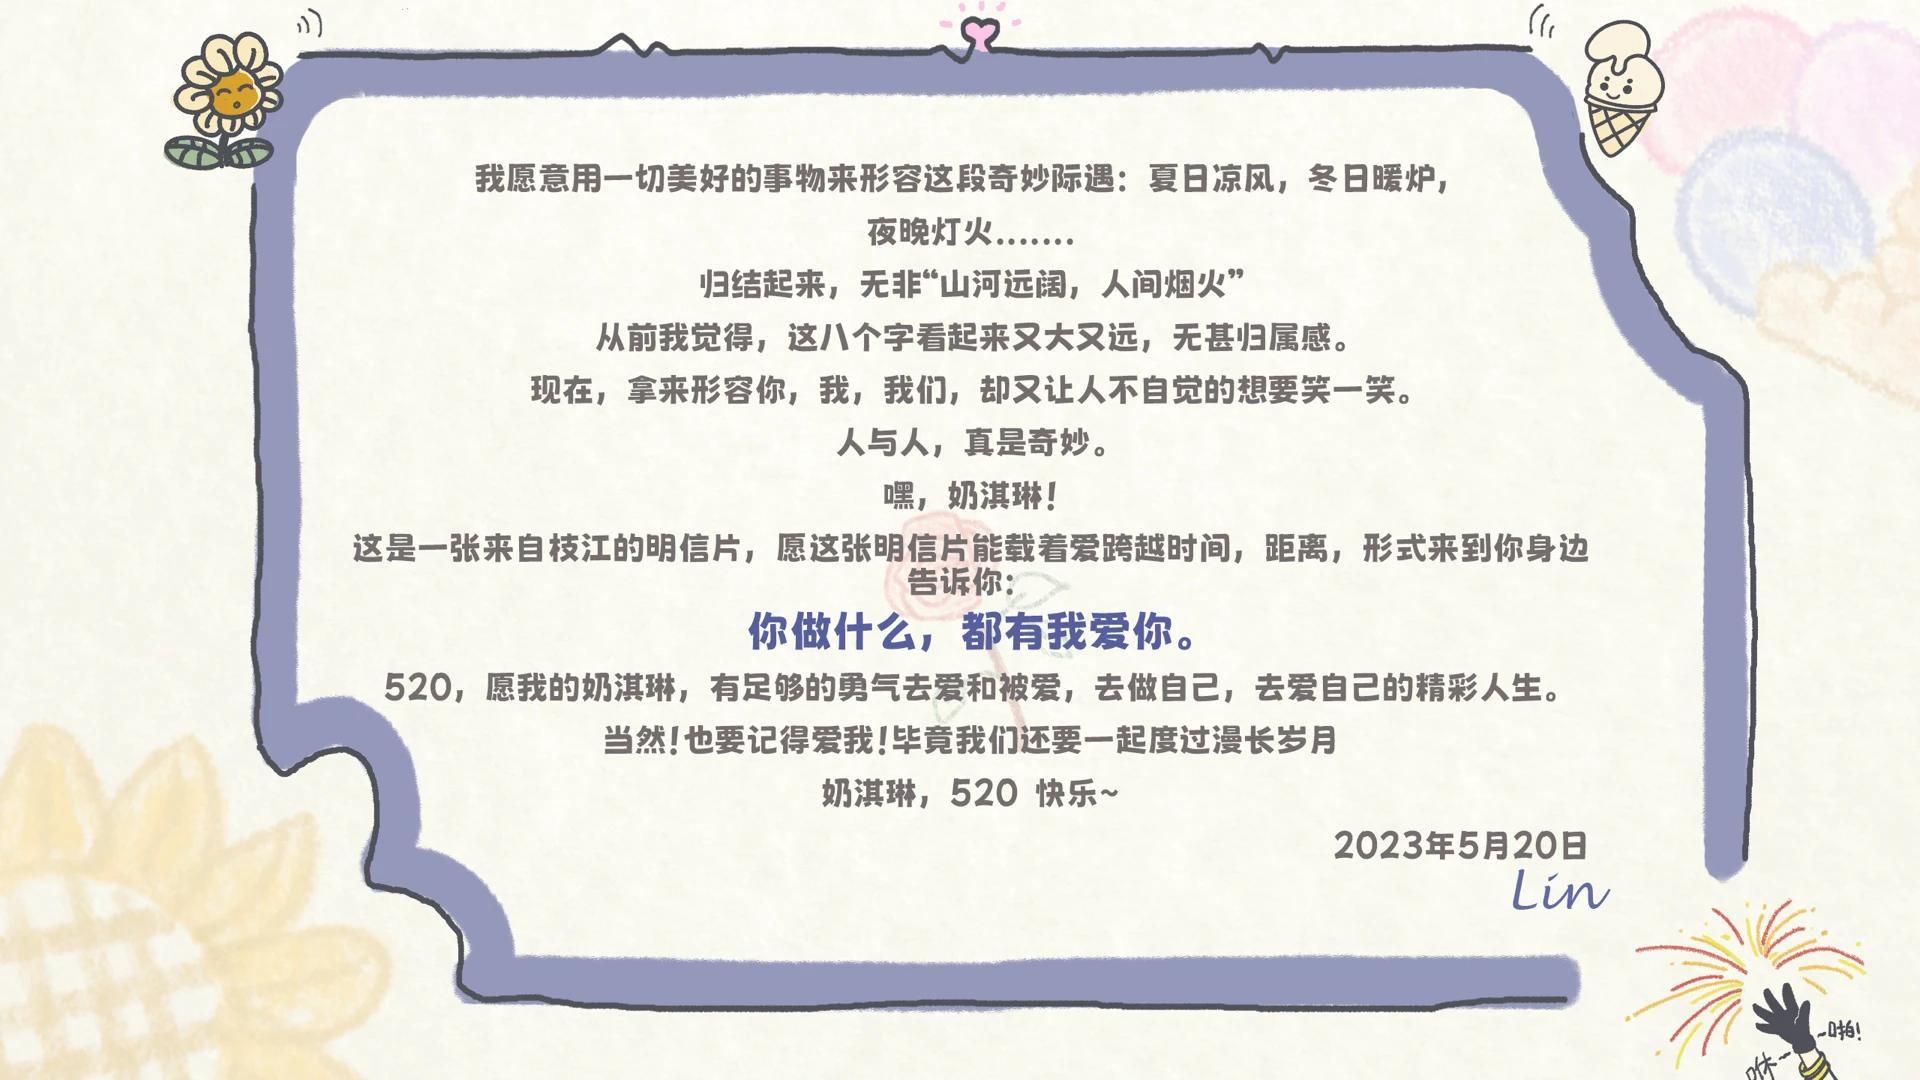 我愿意用一切美好的事物来形容这段奇妙际遇：夏日凉风，冬日暖炉，
夜晚灯火.......
归结起来，无非“山河远阔，人间烟火”
从前我觉得，这八个字看起来又大又远，无甚归属感。
现在，拿来形容你，我，我们，却又让人不自觉的想要笑一笑。
人与人，真是奇妙。
嘿，奶淇琳！
这是一张来自枝江的明信片，愿这张明信片能载着爱跨越时间，距离，形式来到你身边
告诉你：
你做什么，都有我爱你。
520，愿我的奶淇琳，有足够的勇气去爱和被爱，去做自己，去爱自己的精彩人生。
当然！也要记得爱我！毕竟我们还要一起度过漫长岁月
奶淇琳，520 快乐~
2023年5月20日
Lin
~啪！
咻~